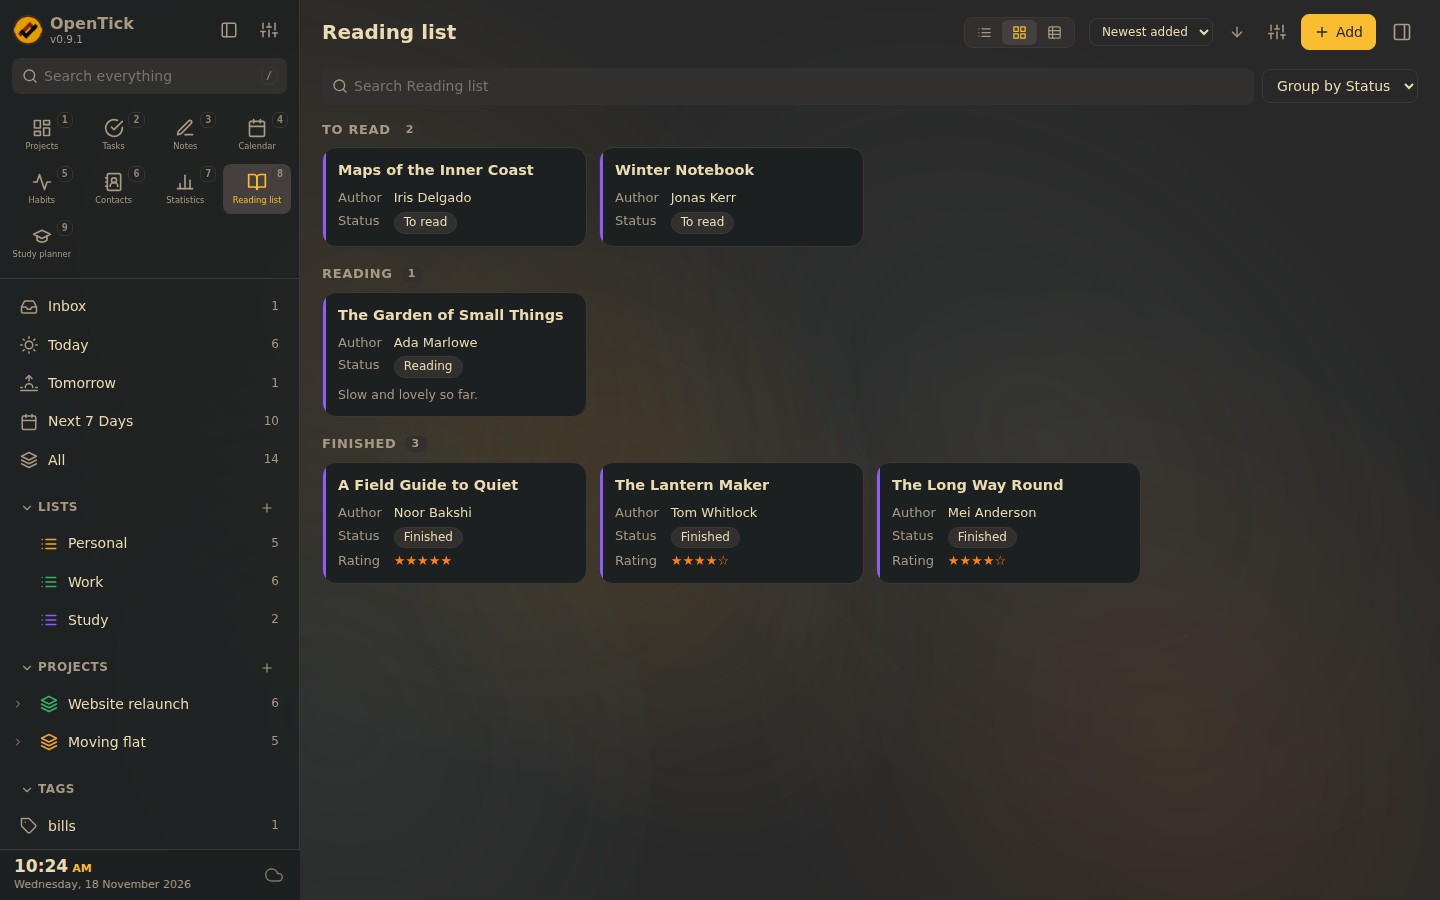 OpenTick
v0.9.1
Search everything /
1 2 3 4
Projects Tasks Notes Calendar
5 6 7 8
Habits Contacts Statistics Reading list
9
Study planner
Inbox 1
Today 6
Tomorrow 1
Next 7 Days 10
All 14
LISTS
Personal 5
Work 6
Study 2
PROJECTS
Website relaunch 6
Moving flat 5
TAGS
bills 1
10:24 AM
Wednesday, 18 November 2026
Reading list
Newest added
Add
Search Reading list
Group by Status
TO READ 2
Maps of the Inner Coast
Author Iris Delgado
Status To read
Winter Notebook
Author Jonas Kerr
Status To read
READING 1
The Garden of Small Things
Author Ada Marlowe
Status Reading
Slow and lovely so far.
FINISHED 3
A Field Guide to Quiet
Author Noor Bakshi
Status Finished
Rating ★★★★★
The Lantern Maker
Author Tom Whitlock
Status Finished
Rating ★★★★☆
The Long Way Round
Author Mei Anderson
Status Finished
Rating ★★★★☆